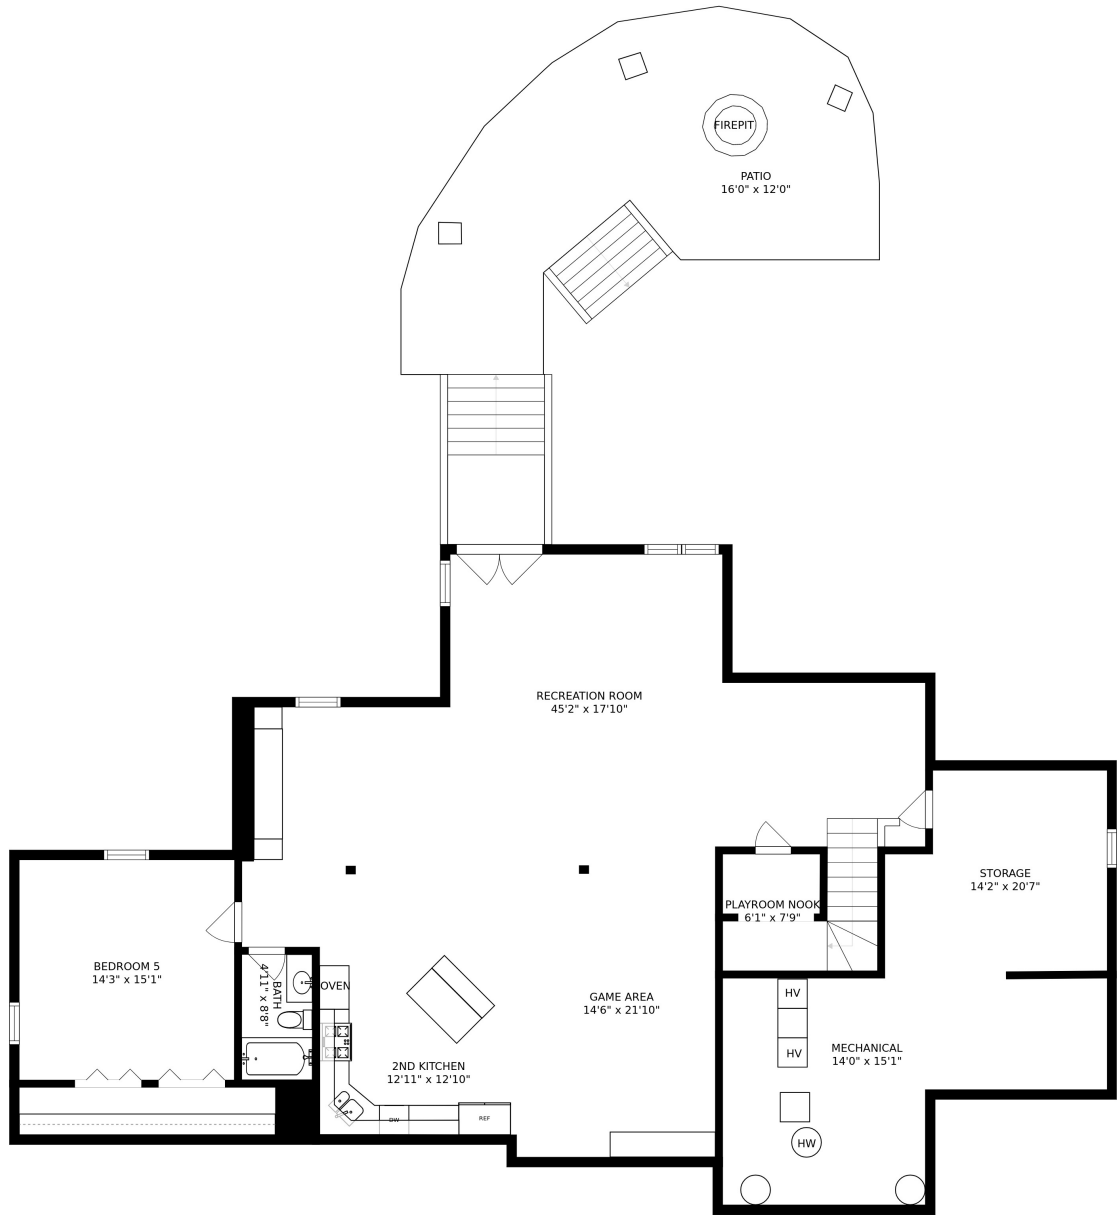 FIREPIT
PATIO
16'0" x 12'0"
RECREATION ROOM
45'2" x 17'10"
STORAGE
14'2" x 20'7"
PLAYROOM NOOK
6'1" x 7'9"
BEDROOM 5
14'3" x 15'1"
BATH
4'11" x 8'8"
OVEN
GAME AREA
14'6" x 21'10"
HV
HV
MECHANICAL
14'0" x 15'1"
2ND KITCHEN
12'11" x 12'10"
DW
REF
HW